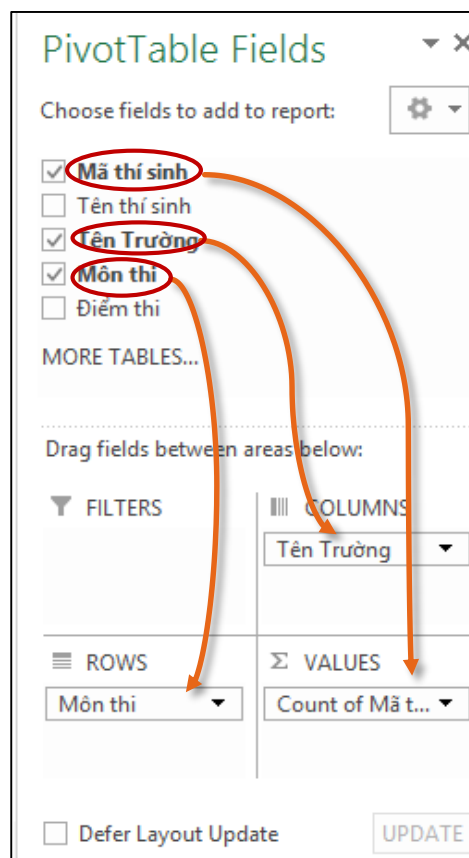 PivotTable Fields
Choose fields to add to report:
Mã thí sinh
Tên thí sinh
Tên Trường
Môn thi
Điểm thi
MORE TABLES...
Drag fields between areas below:
FILTERS
COLUMNS
Tên Trường
ROWS
Σ VALUES
Môn thi
Count of Mã t...
Defer Layout Update
UPDATE